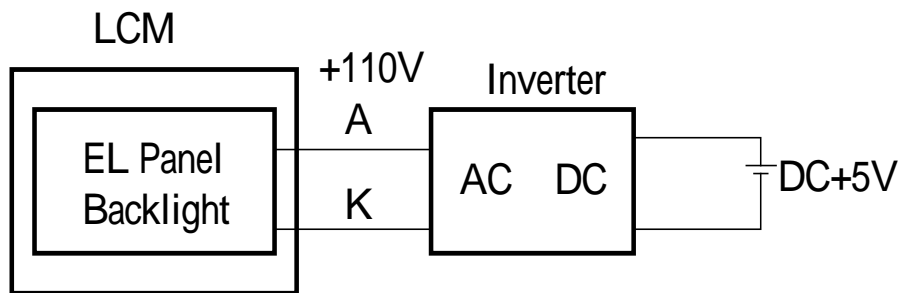 LCM
+110V
Inverter
A
EL Panel
Backlight
AC DC
DC+5V
K